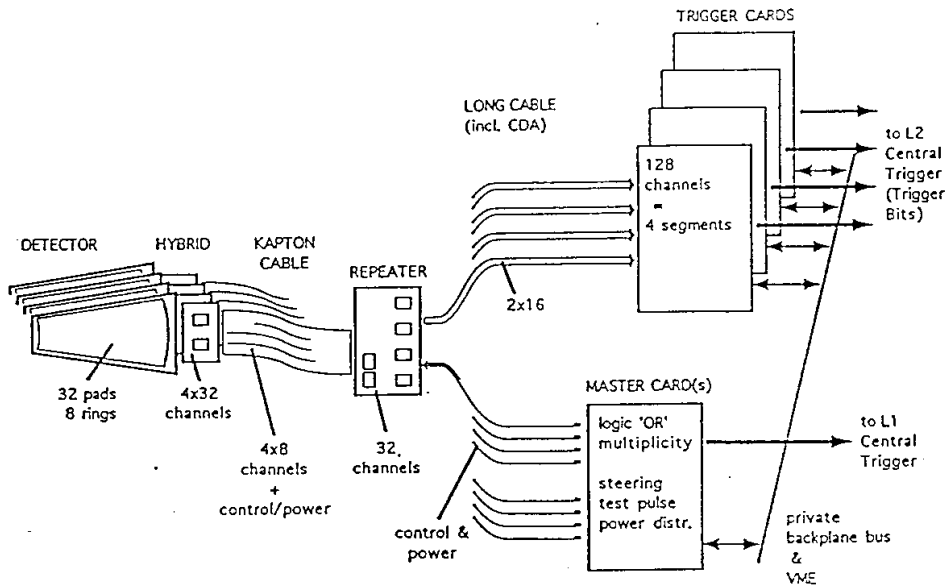 TRIGGER CARDS
LONG CABLE
(incl. CDA)
128
channels
=
4 segments
to L2
Central
Trigger
(Trigger
Bits)
DETECTOR
HYBRID
KAPTON
CABLE
REPEATER
2x16
32 pads
8 rings
4x32
channels
4x8
channels
+
control/power
32
channels
control &
power
MASTER CARD(s)
logic 'OR'
multiplicity
steering
test pulse
power distr.
to L1
Central
Trigger
private
backplane bus
&
VME